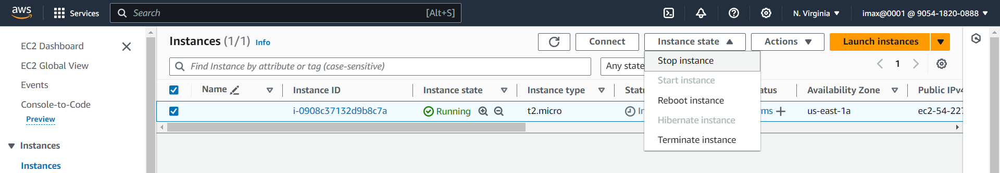 aws Services Search [Alt+S] N. Virginia imax@0001 @ 9054-1820-0888
EC2 Dashboard
EC2 Global View
Events
Console-to-Code
Preview
Instances
Instances
Instances (1/1) Info Connect Instance state Actions Launch instances
Find Instance by attribute or tag (case-sensitive) Any state 1
Stop instance
Start instance
Reboot instance
Hibernate instance
Terminate instance
Name Instance ID Instance state Instance type Statu atus Availability Zone Public IPv4
i-0908c37132d9b8c7a Running t2.micro In ms us-east-1a ec2-54-227